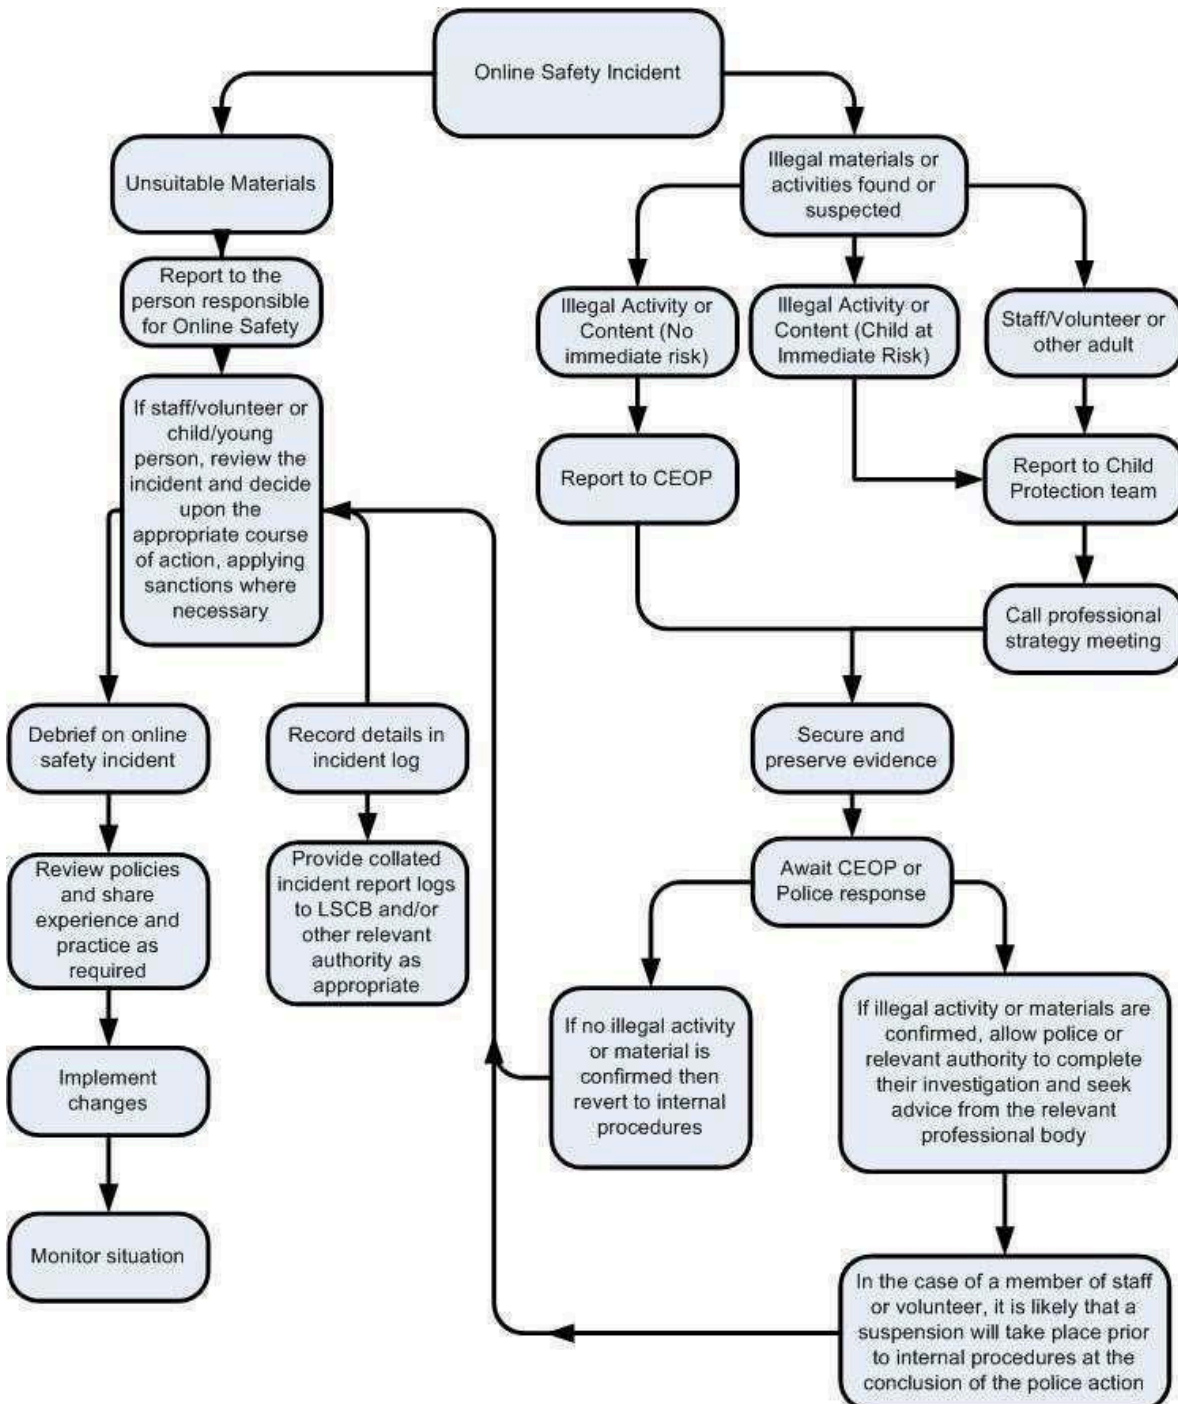 Online Safety Incident
Unsuitable Materials
Illegal materials or
activities found or
suspected
Report to the
person responsible
for Online Safety
Illegal Activity or
Content (No
immediate risk)
Illegal Activity or
Content (Child at
Immediate Risk)
Staff/Volunteer or
other adult
If staff/volunteer or
child/young
person, review the
incident and decide
upon the
appropriate course
of action, applying
sanctions where
necessary
Report to CEOP
Report to Child
Protection team
Call professional
strategy meeting
Debrief on online
safety incident
Record details in
incident log
Secure and
preserve evidence
Review policies
and share
experience and
practice as
required
Provide collated
incident report logs
to LSCB and/or
other relevant
authority as
appropriate
Await CEOP or
Police response
If no illegal activity
or material is
confirmed then
revert to internal
procedures
If illegal activity or materials are
confirmed, allow police or
relevant authority to complete
their investigation and seek
advice from the relevant
professional body
Implement
changes
Monitor situation
In the case of a member of staff
or volunteer, it is likely that a
suspension will take place prior
to internal procedures at the
conclusion of the police action